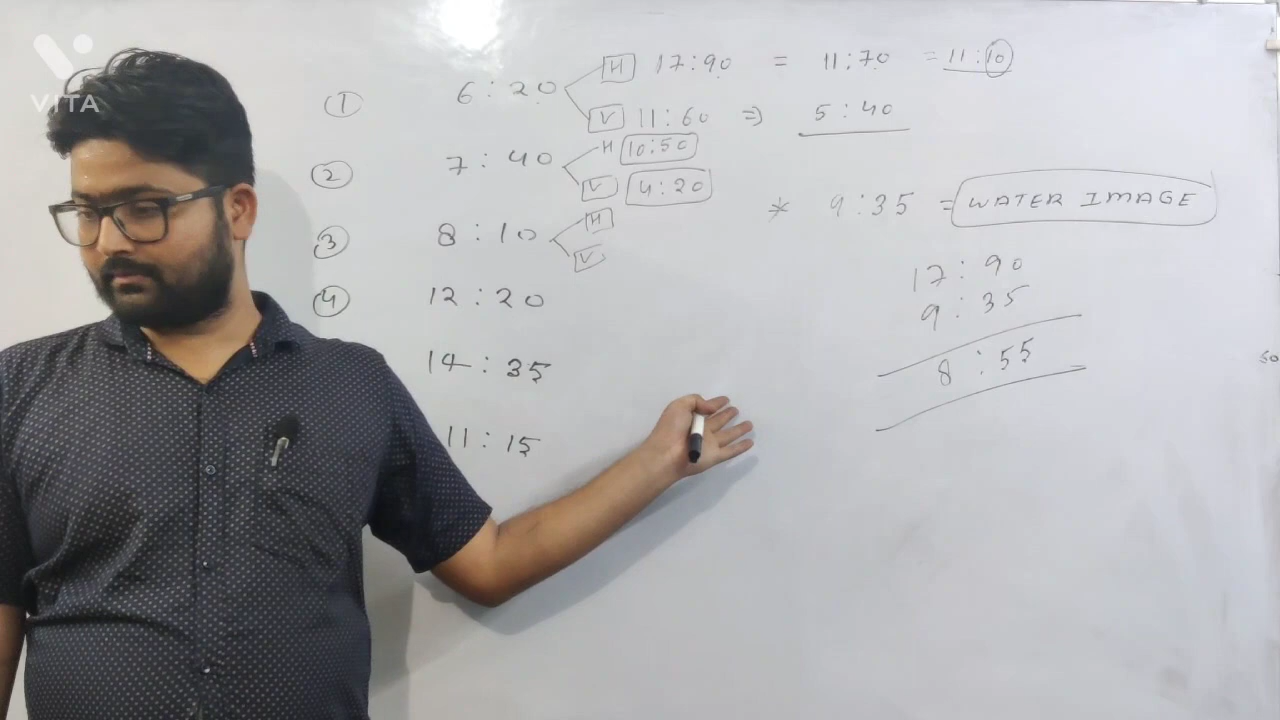 VITA
① 6 : 20
H 17:90 = 11:70 = 11:10
V 11:60 ⇒ 5:40
② 7 : 40
H 10:50
V 4:20
③ 8 : 10
H
V
④ 12 : 20
14 : 35
11 : 15
* 9:35 = WATER IMAGE
17 : 90
9 : 35
8 : 55